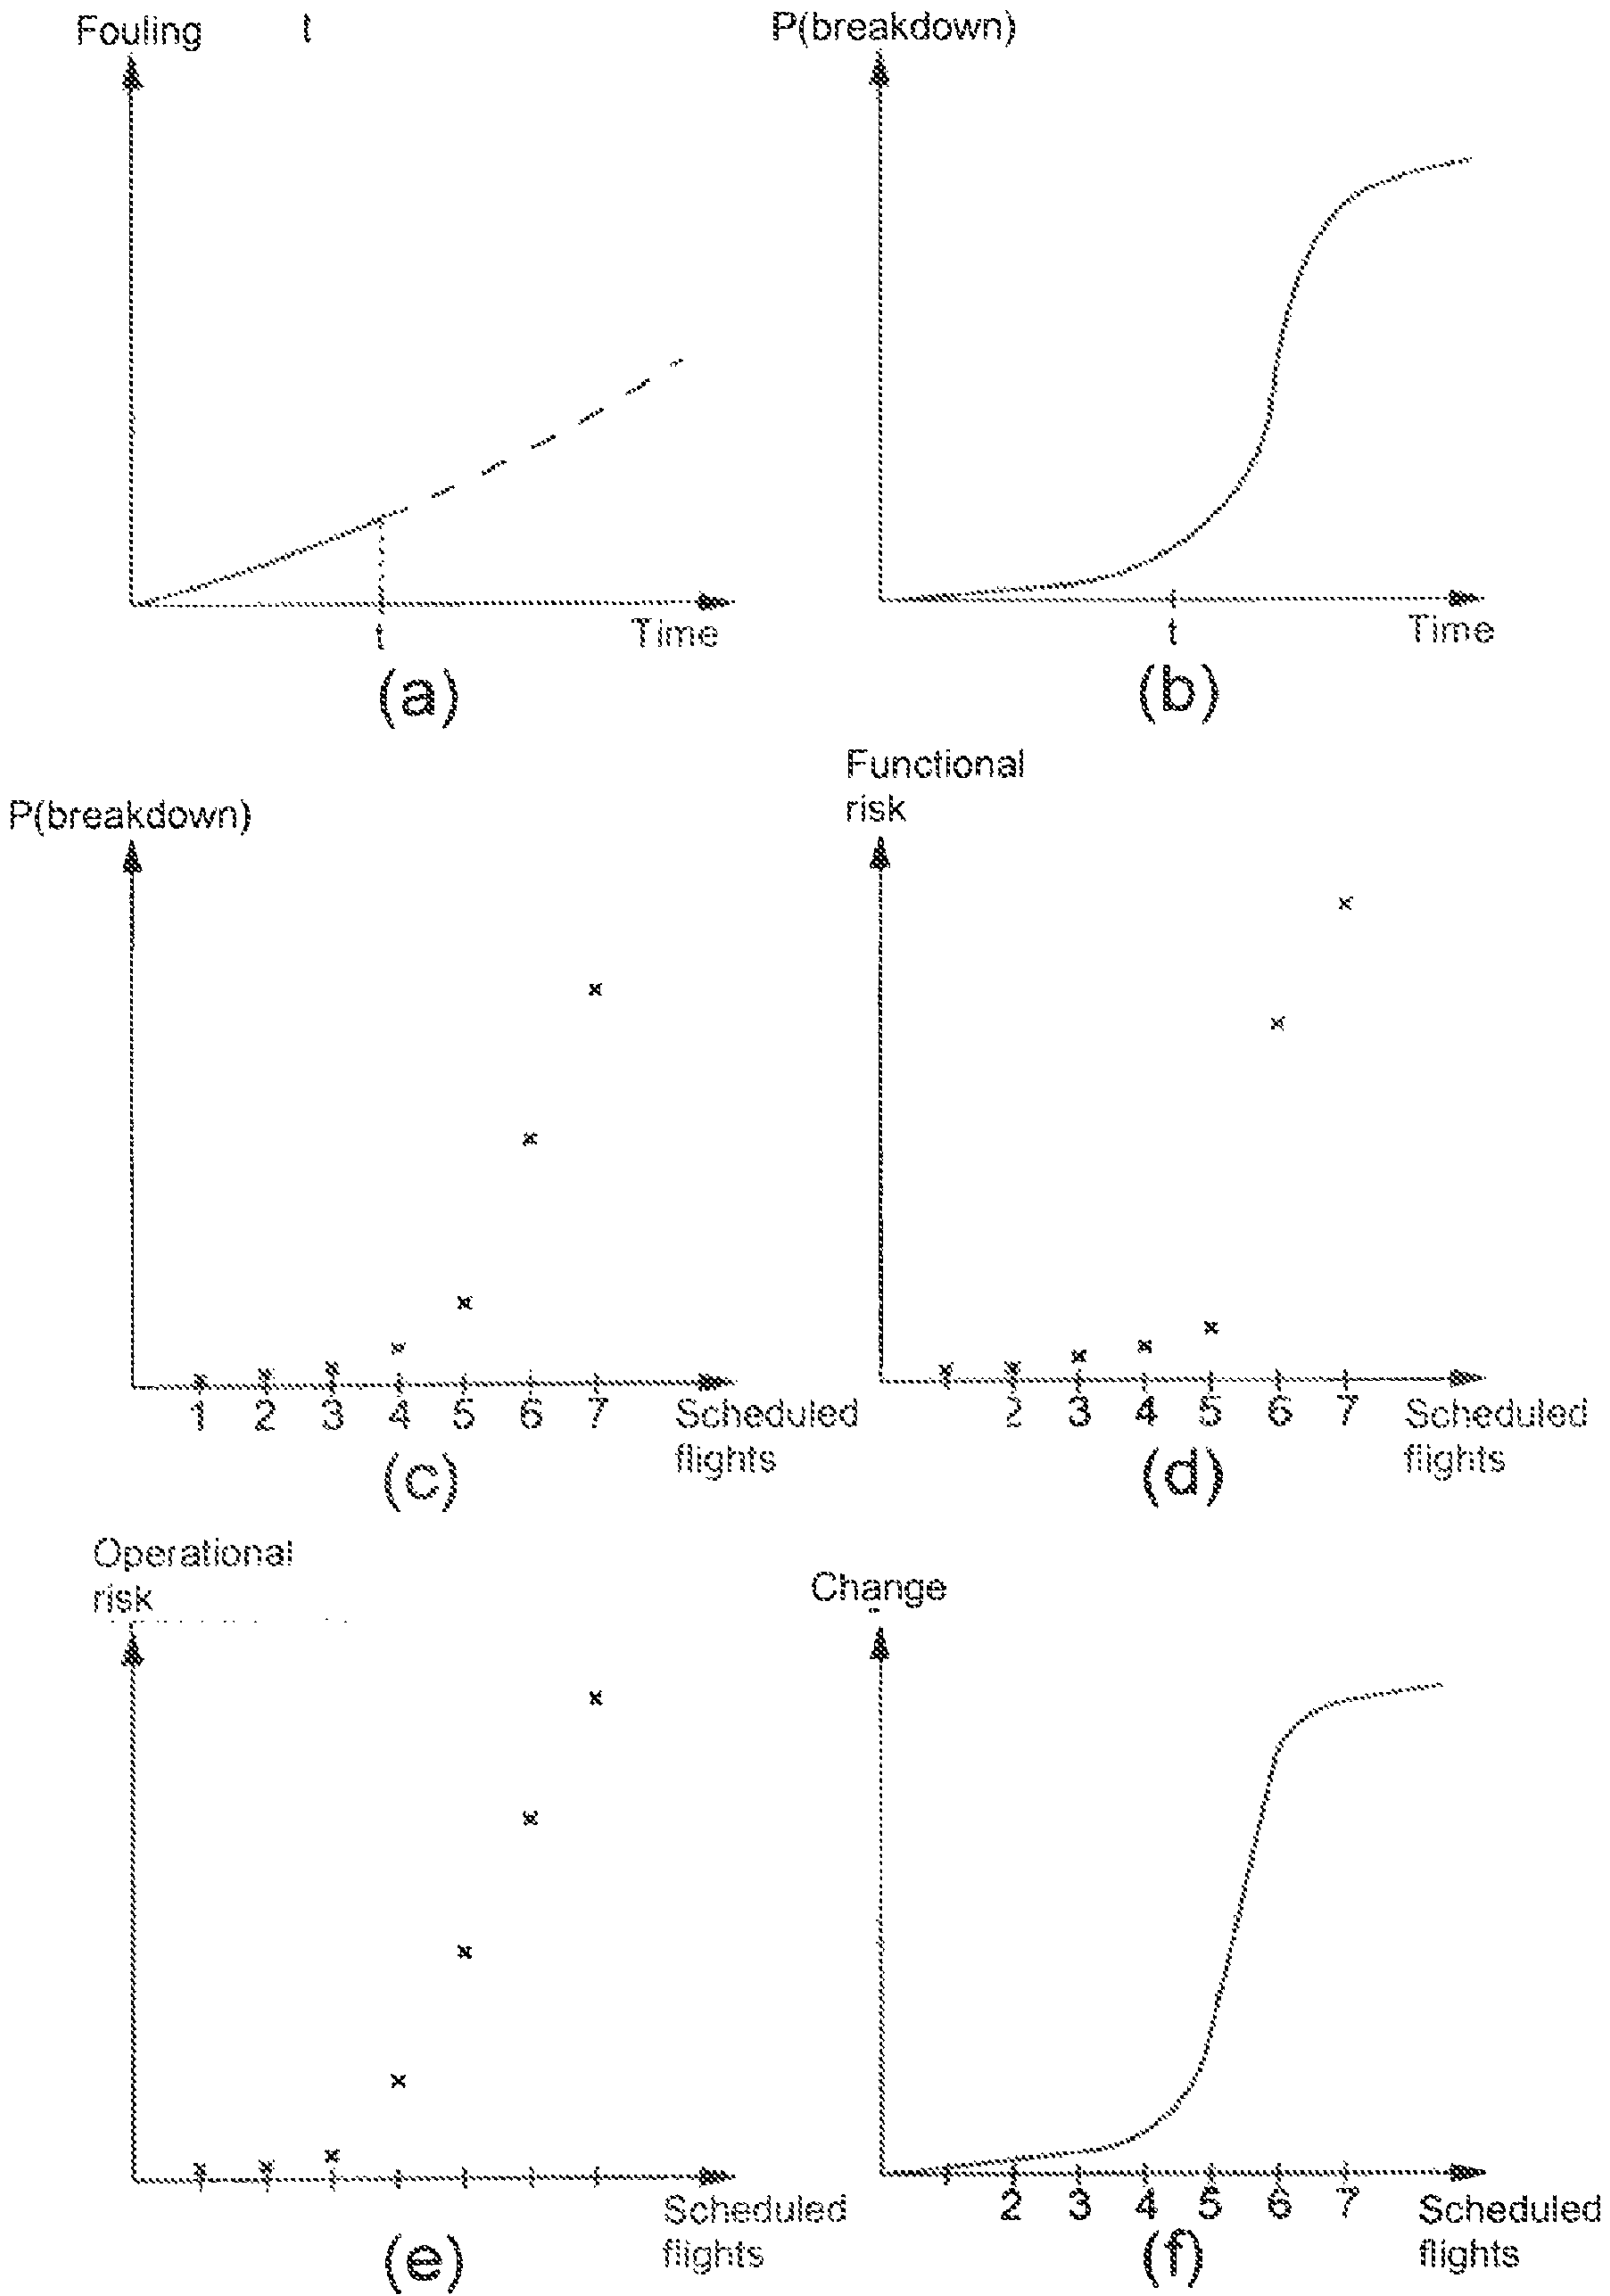 Fouling t
P(breakdown)
t
Time
(a)
t
Time
(b)
P(breakdown)
Functional
risk
1 2 3 4 5 6 7 Scheduled
flights
(c)
2 3 4 5 6 7 Scheduled
flights
(d)
Operational
risk
Change
Scheduled
flights
(e)
2 3 4 5 6 7 Scheduled
flights
(f)